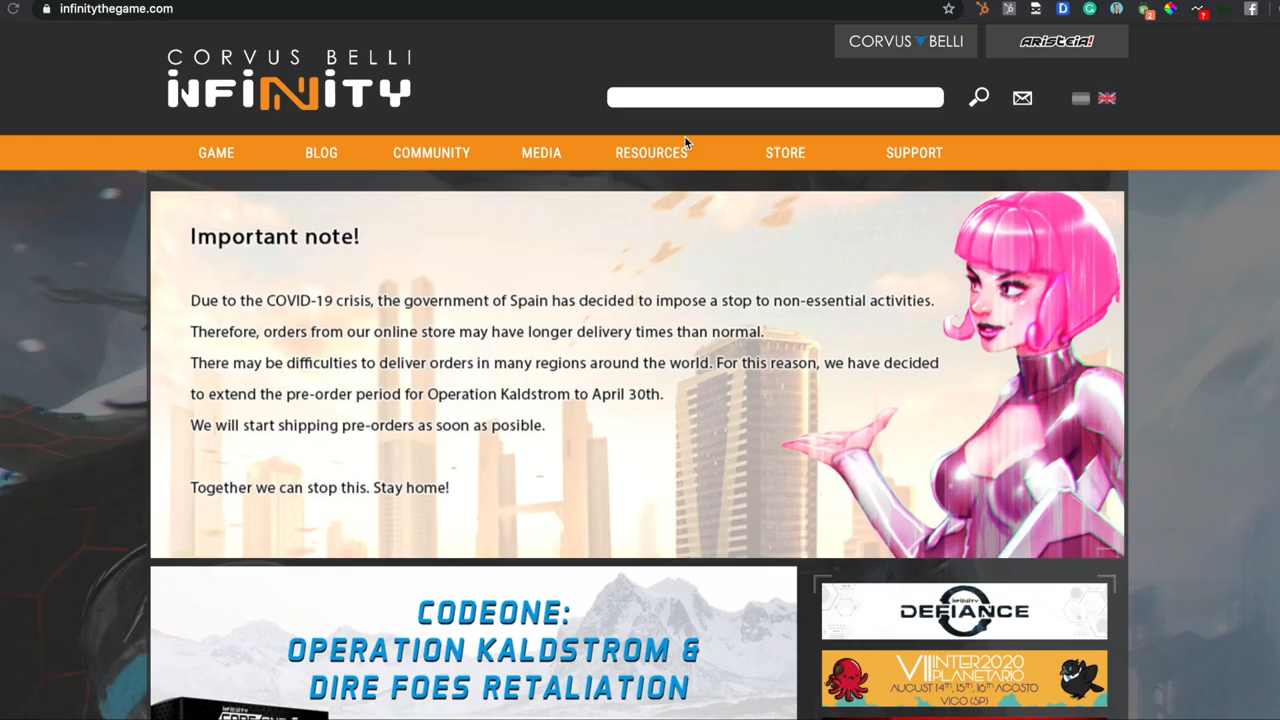 infinitythegame.com
CORVUS BELLI
INFINITY
CORVUS BELLI
ARISTEIA!
GAME
BLOG
COMMUNITY
MEDIA
RESOURCES
STORE
SUPPORT
Important note!
Due to the COVID-19 crisis, the government of Spain has decided to impose a stop to non-essential activities.
Therefore, orders from our online store may have longer delivery times than normal.
There may be difficulties to deliver orders in many regions around the world. For this reason, we have decided
to extend the pre-order period for Operation Kaldstrom to April 30th.
We will start shipping pre-orders as soon as posible.
Together we can stop this. Stay home!
CODEONE:
OPERATION KALDSTROM &
DIRE FOES RETALIATION
INFINITY
DEFIANCE
VII INTER2020
PLANETARIO
AUGUST 14th, 15th, 16th AGOSTO
VIGO (SP)